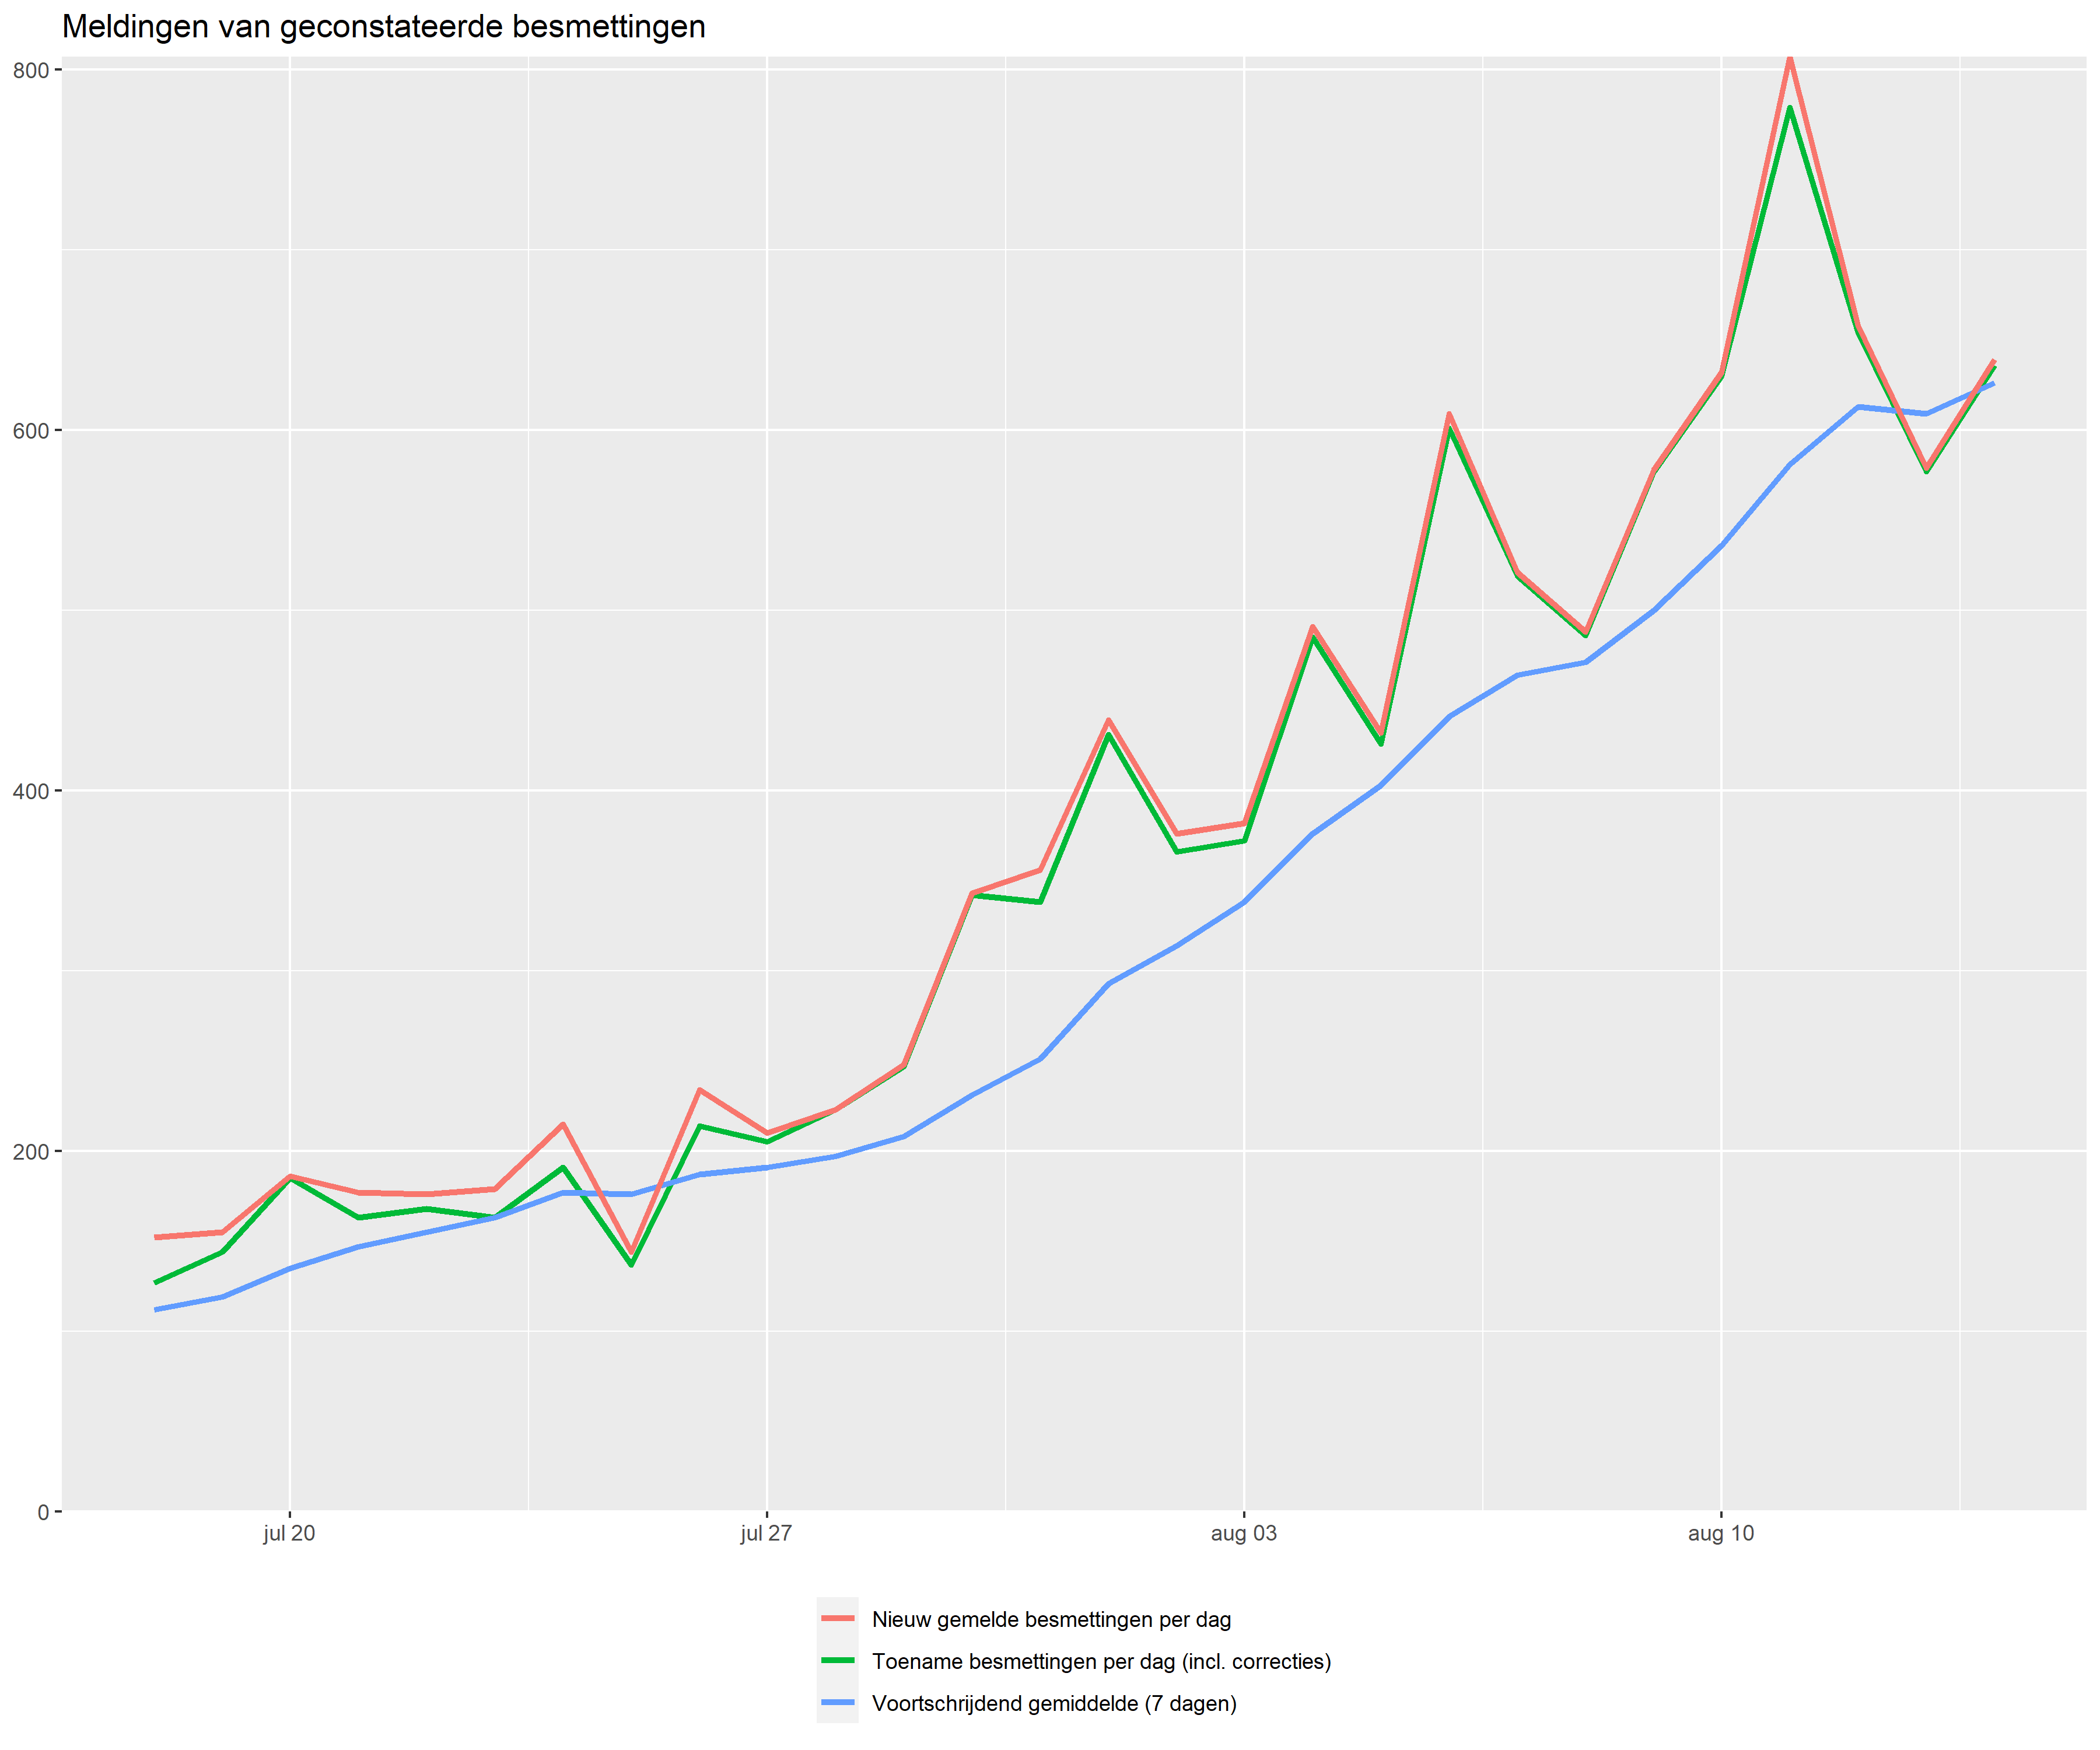 Meldingen van geconstateerde besmettingen
800
600
400
200
0
jul 20 jul 27 aug 03 aug 10
Nieuw gemelde besmettingen per dag
Toename besmettingen per dag (incl. correcties)
Voortschrijdend gemiddelde (7 dagen)